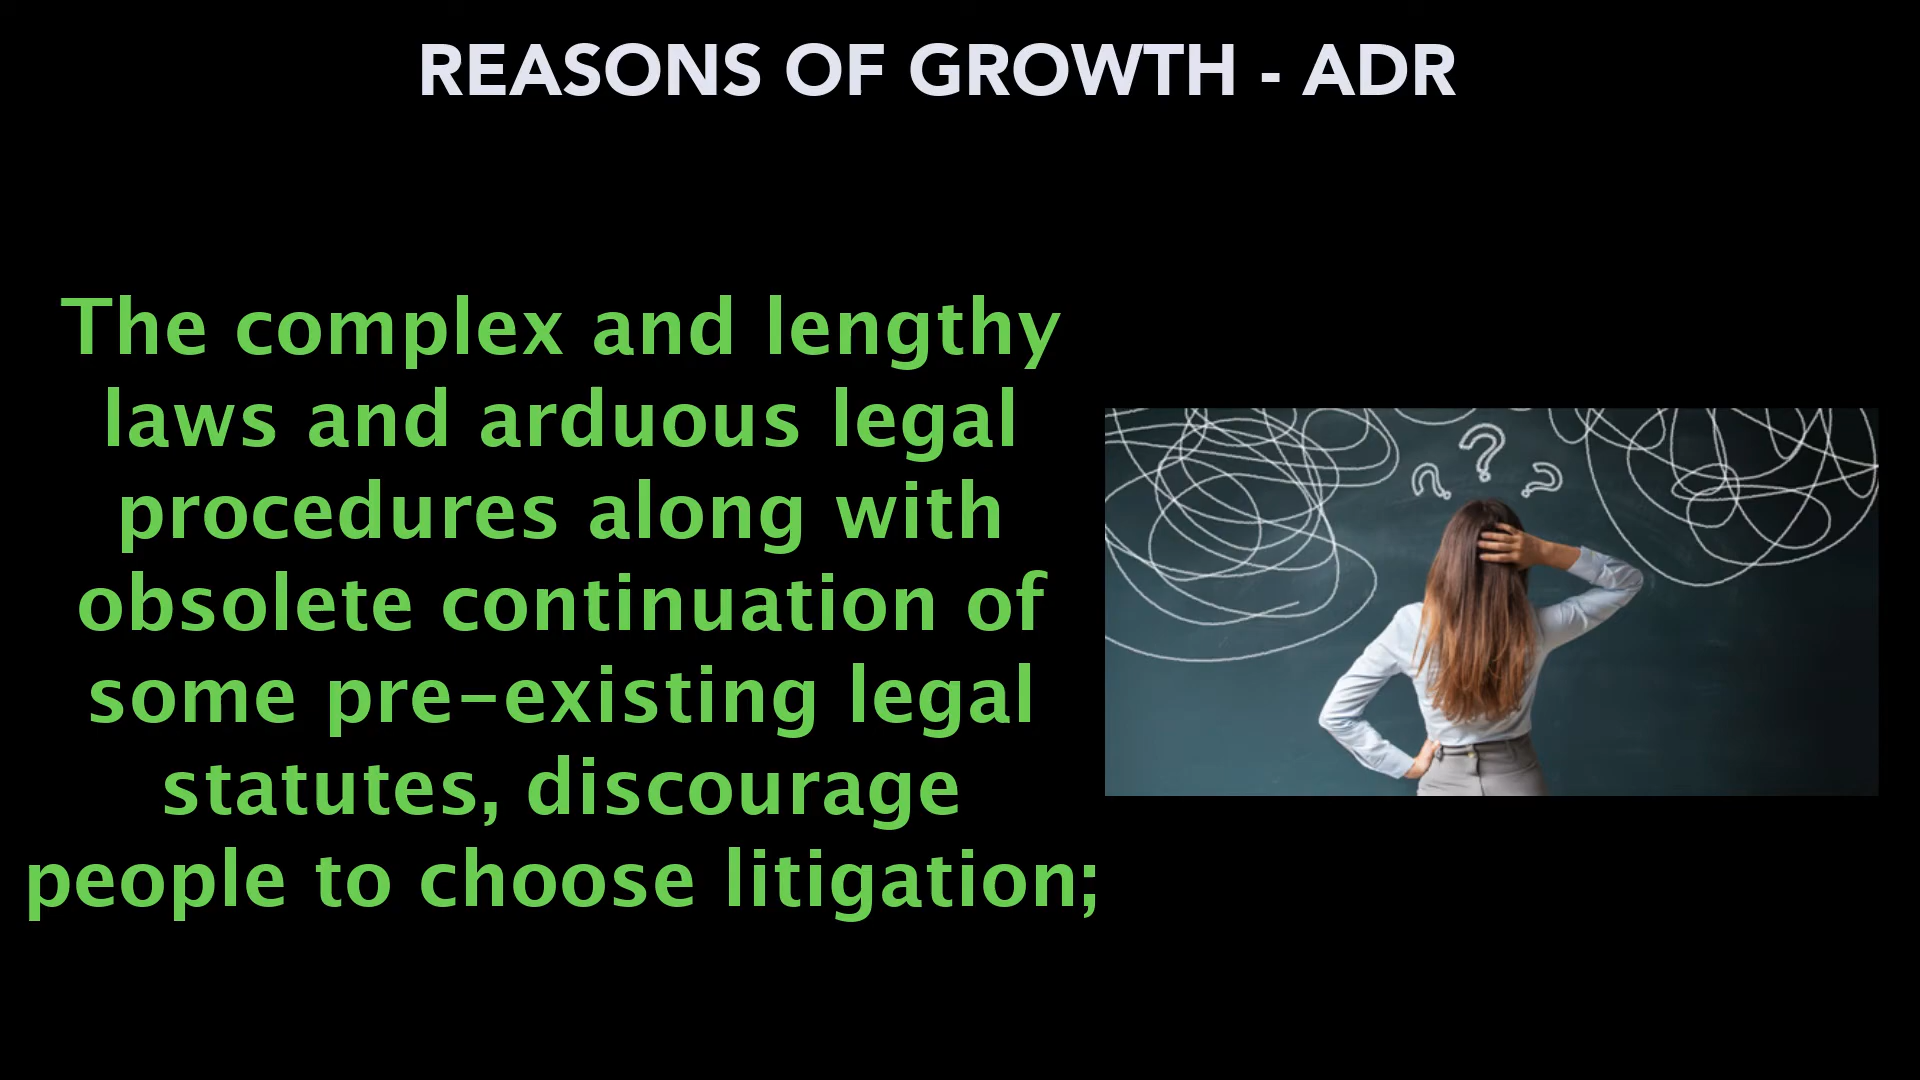 REASONS OF GROWTH - ADR
The complex and lengthy
laws and arduous legal
procedures along with
obsolete continuation of
some pre–existing legal
statutes, discourage
people to choose litigation;
? ? ?